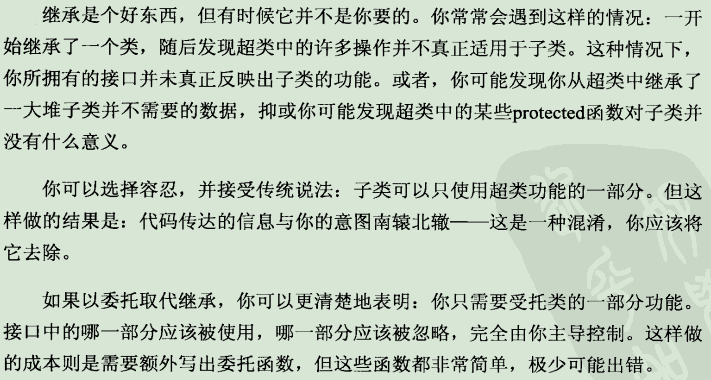 继承是个好东西，但有时候它并不是你要的。你常常会遇到这样的情况：一开
始继承了一个类，随后发现超类中的许多操作并不真正适用于子类。这种情况下，
你所拥有的接口并未真正反映出子类的功能。或者，你可能发现你从超类中继承了
一大堆子类并不需要的数据，抑或你可能发现超类中的某些protected函数对子类并
没有什么意义。
你可以选择容忍，并接受传统说法：子类可以只使用超类功能的一部分。但这
样做的结果是：代码传达的信息与你的意图南辕北辙——这是一种混淆，你应该将
它去除。
如果以委托取代继承，你可以更清楚地表明：你只需要受托类的一部分功能。
接口中的哪一部分应该被使用，哪一部分应该被忽略，完全由你主导控制。这样做
的成本则是需要额外写出委托函数，但这些函数都非常简单，极少可能出错。